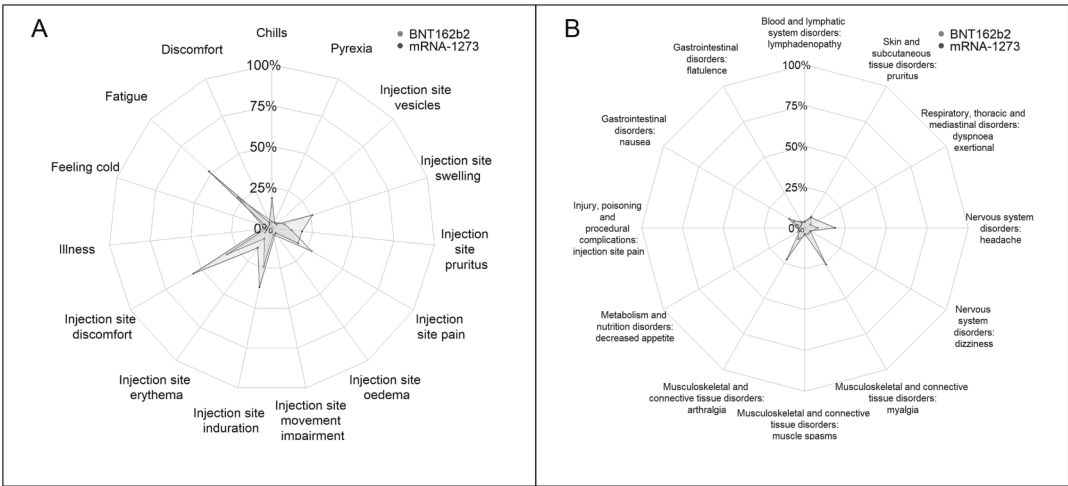 A
BNT162b2
mRNA-1273
Chills
Pyrexia
Injection site
vesicles
Injection site
swelling
Injection
site
pruritus
Injection
site pain
Injection site
oedema
Injection site
movement
impairment
Injection site
induration
Injection site
erythema
Injection site
discomfort
Illness
Feeling cold
Fatigue
Discomfort
100%
75%
50%
25%
0%
B
BNT162b2
mRNA-1273
Blood and lymphatic
system disorders:
lymphadenopathy
Skin and
subcutaneous
tissue disorders:
pruritus
Respiratory, thoracic and
mediastinal disorders:
dyspnoea
exertional
Nervous system
disorders:
headache
Nervous
system
disorders:
dizziness
Musculoskeletal and connective
tissue disorders:
myalgia
Musculoskeletal and connective
tissue disorders:
muscle spasms
Musculoskeletal and
connective tissue disorders:
arthralgia
Metabolism and
nutrition disorders:
decreased appetite
Injury, poisoning
and
procedural
complications:
injection site pain
Gastrointestinal
disorders:
nausea
Gastrointestinal
disorders:
flatulence
100%
75%
50%
25%
0%